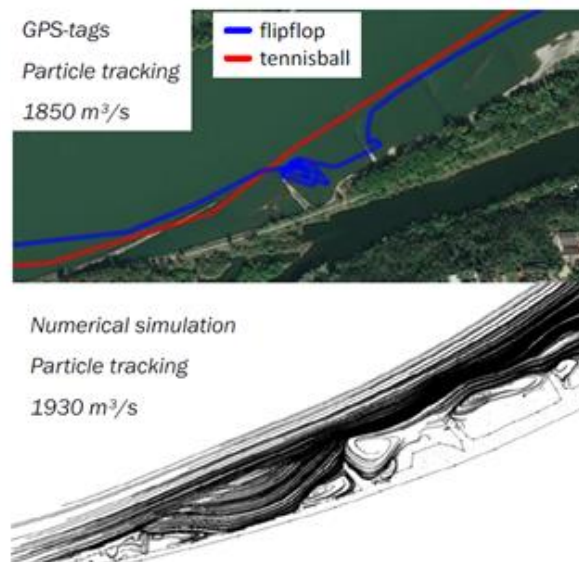 GPS-tags
Particle tracking
1850 m³/s
flipflop
tennisball
Numerical simulation
Particle tracking
1930 m³/s